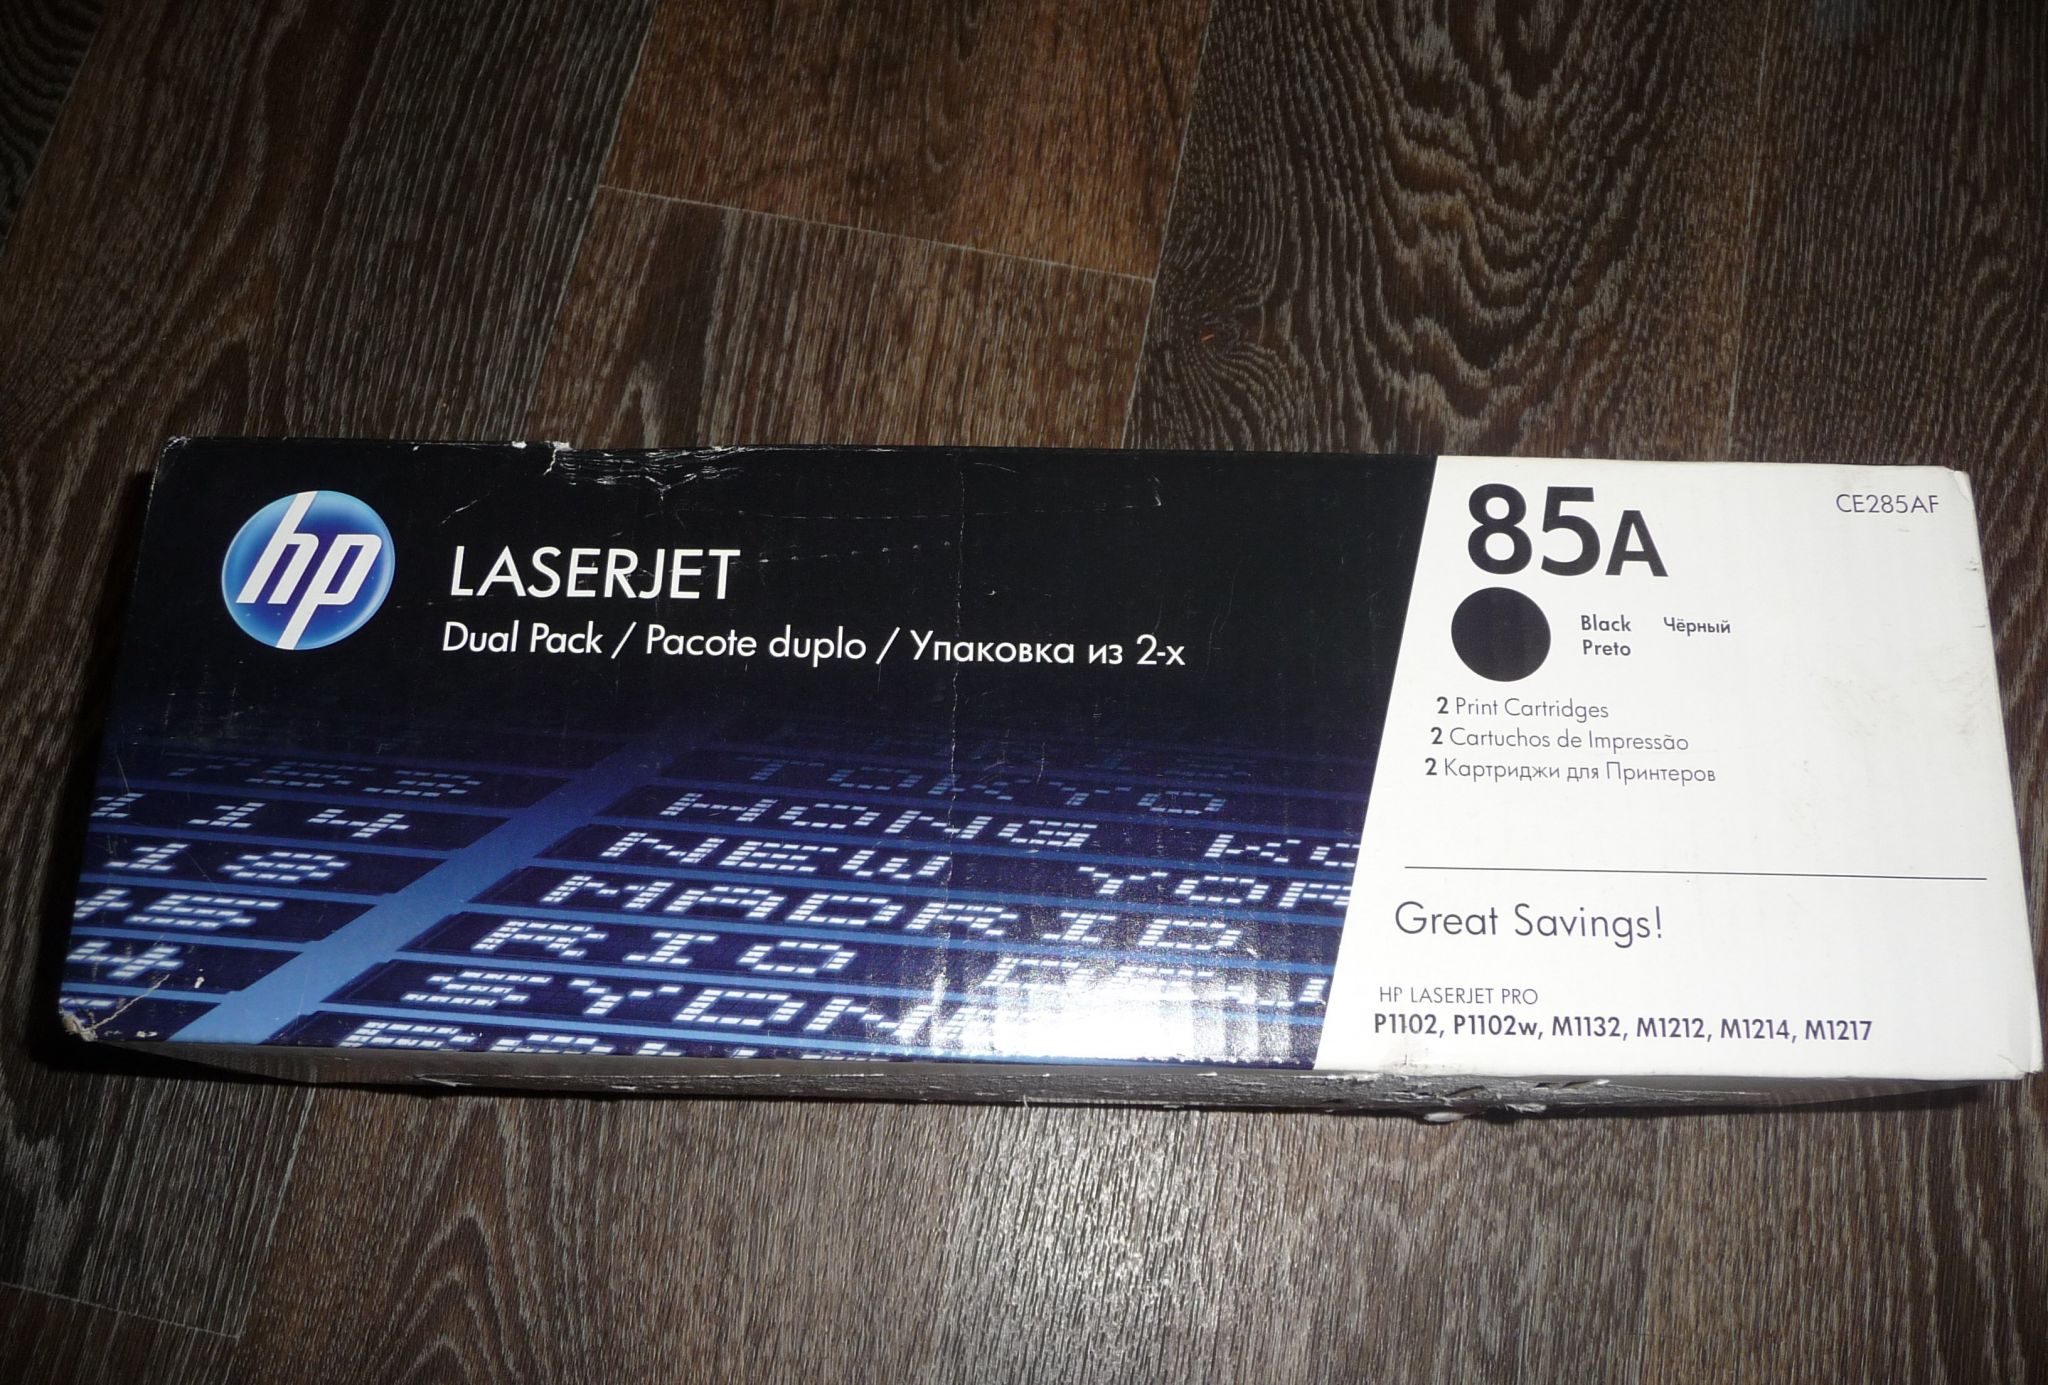 hp
LASERJET
Dual Pack / Pacote duplo / Упаковка из 2-х
85A
CE285AF
Black Чёрный
Preto
2 Print Cartridges
2 Cartuchos de Impressão
2 Картриджи для Принтеров
Great Savings!
HP LASERJET PRO
P1102, P1102w, M1132, M1212, M1214, M1217
TOKYO
114 HONG KO
18 NEW YOR
MADRID
RIO